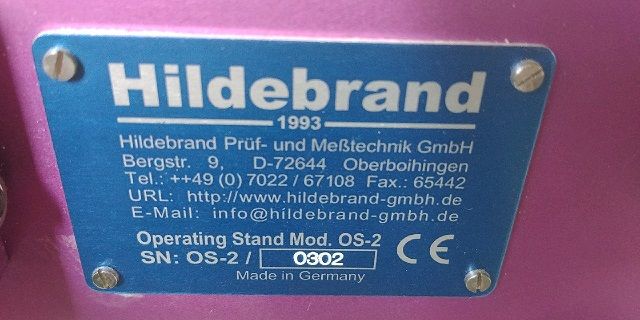 Hildebrand
1993
Hildebrand Prüf- und Meßtechnik GmbH
Bergstr. 9, D-72644 Oberboihingen
Tel.: ++49 (0) 7022 / 67108 Fax.: 65442
URL: http://www.hildebrand-gmbh.de
E-Mail: info@hildebrand-gmbh.de
Operating Stand Mod. OS-2
SN: OS-2 / 0302
CE
Made in Germany